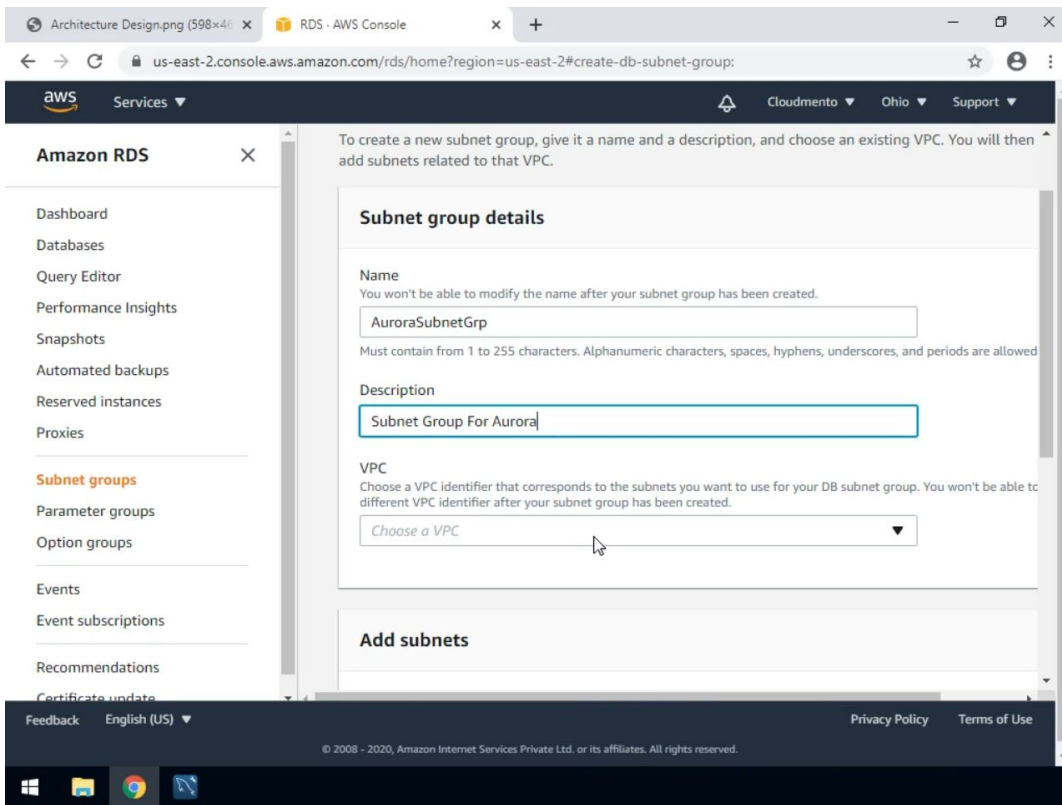 Architecture Design.png (598×46
RDS · AWS Console
us-east-2.console.aws.amazon.com/rds/home?region=us-east-2#create-db-subnet-group:
aws
Services
Cloudmento
Ohio
Support
Amazon RDS
Dashboard
Databases
Query Editor
Performance Insights
Snapshots
Automated backups
Reserved instances
Proxies
Subnet groups
Parameter groups
Option groups
Events
Event subscriptions
Recommendations
Certificate update
To create a new subnet group, give it a name and a description, and choose an existing VPC. You will then
add subnets related to that VPC.
Subnet group details
Name
You won't be able to modify the name after your subnet group has been created.
AuroraSubnetGrp
Must contain from 1 to 255 characters. Alphanumeric characters, spaces, hyphens, underscores, and periods are allowed
Description
Subnet Group For Aurora
VPC
Choose a VPC identifier that corresponds to the subnets you want to use for your DB subnet group. You won't be able to
different VPC identifier after your subnet group has been created.
Choose a VPC
Add subnets
Feedback
English (US)
Privacy Policy
Terms of Use
© 2008 - 2020, Amazon Internet Services Private Ltd. or its affiliates. All rights reserved.